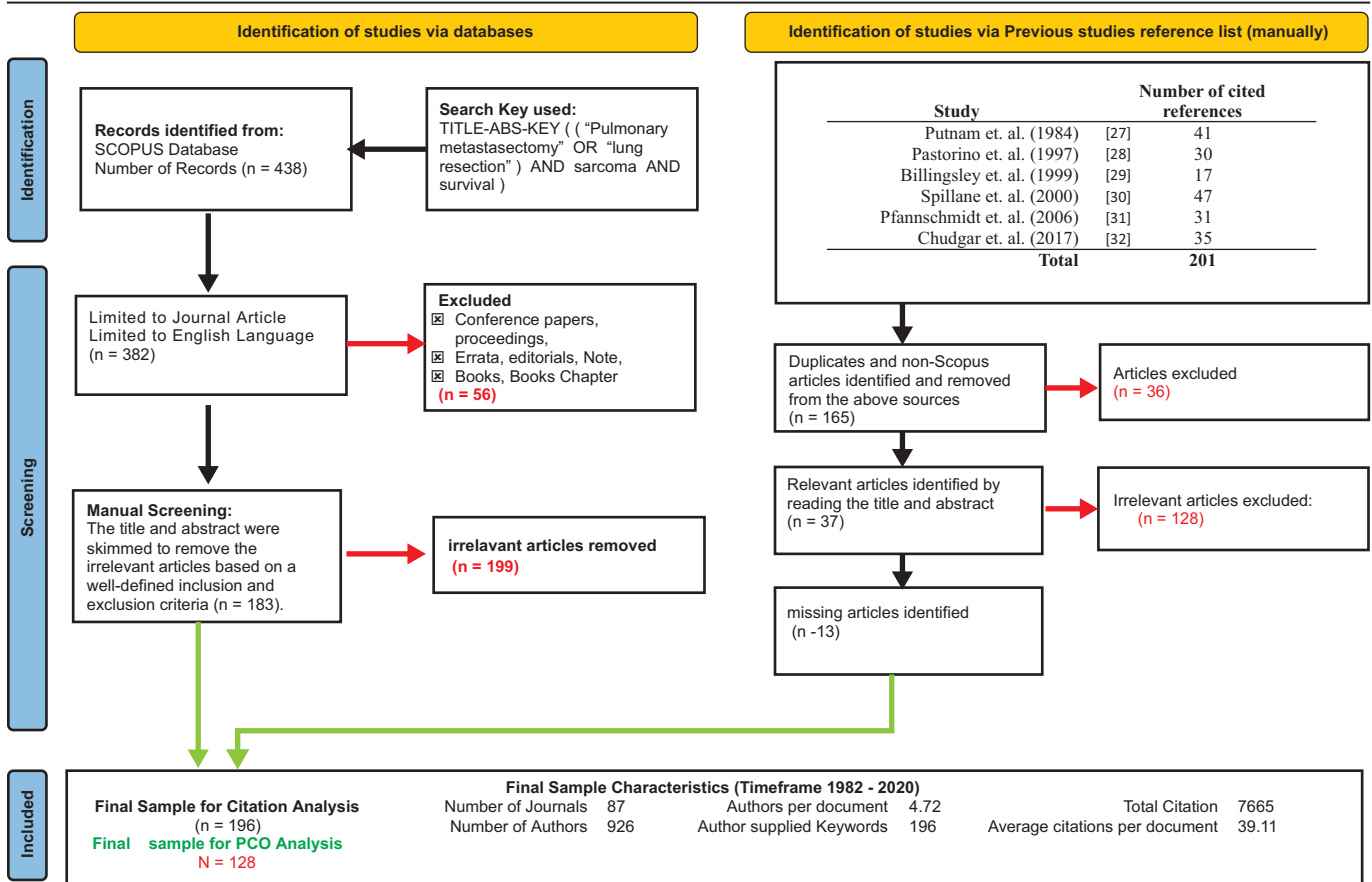 Identification of studies via databases
Identification of studies via Previous studies reference list (manually)
Identification
Records identified from:
SCOPUS Database
Number of Records (n = 438)
Search Key used:
TITLE-ABS-KEY ( ( “Pulmonary
metastasectomy” OR “lung
resection” ) AND sarcoma AND
survival )
Study Number of cited
references
Putnam et. al. (1984) [27] 41
Pastorino et. al. (1997) [28] 30
Billingsley et. al. (1999) [29] 17
Spillane et. al. (2000) [30] 47
Pfannschmidt et. al. (2006) [31] 31
Chudgar et. al. (2017) [32] 35
Total 201
Screening
Limited to Journal Article
Limited to English Language
(n = 382)
Excluded
☒ Conference papers,
proceedings,
☒ Errata, editorials, Note,
☒ Books, Books Chapter
(n = 56)
Duplicates and non-Scopus
articles identified and removed
from the above sources
(n = 165)
Articles excluded
(n = 36)
Manual Screening:
The title and abstract were
skimmed to remove the
irrelevant articles based on a
well-defined inclusion and
exclusion criteria (n = 183).
irrelavant articles removed
(n = 199)
Relevant articles identified by
reading the title and abstract
(n = 37)
Irrelevant articles excluded:
(n = 128)
missing articles identified
(n -13)
Included
Final Sample for Citation Analysis
(n = 196)
Final sample for PCO Analysis
N = 128
Final Sample Characteristics (Timeframe 1982 - 2020)
Number of Journals 87 Authors per document 4.72 Total Citation 7665
Number of Authors 926 Author supplied Keywords 196 Average citations per document 39.11